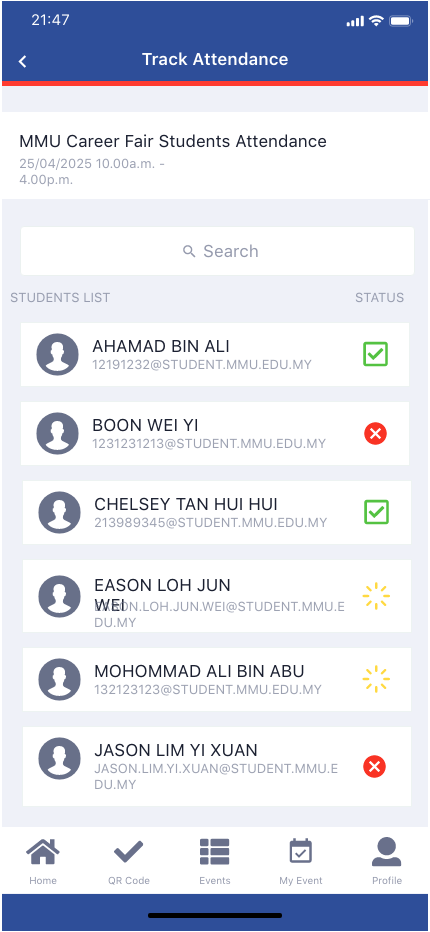 21:47
Track Attendance
MMU Career Fair Students Attendance
25/04/2025 10.00a.m. -
4.00p.m.
Search
STUDENTS LIST
STATUS
AHAMAD BIN ALI
12191232@STUDENT.MMU.EDU.MY
BOON WEI YI
1231231213@STUDENT.MMU.EDU.MY
CHELSEY TAN HUI HUI
213989345@STUDENT.MMU.EDU.MY
EASON LOH JUN
WEI
EASON.LOH.JUN.WEI@STUDENT.MMU.E
DU.MY
MOHOMMAD ALI BIN ABU
132123123@STUDENT.MMU.EDU.MY
JASON LIM YI XUAN
JASON.LIM.YI.XUAN@STUDENT.MMU.E
DU.MY
Home
QR Code
Events
My Event
Profile